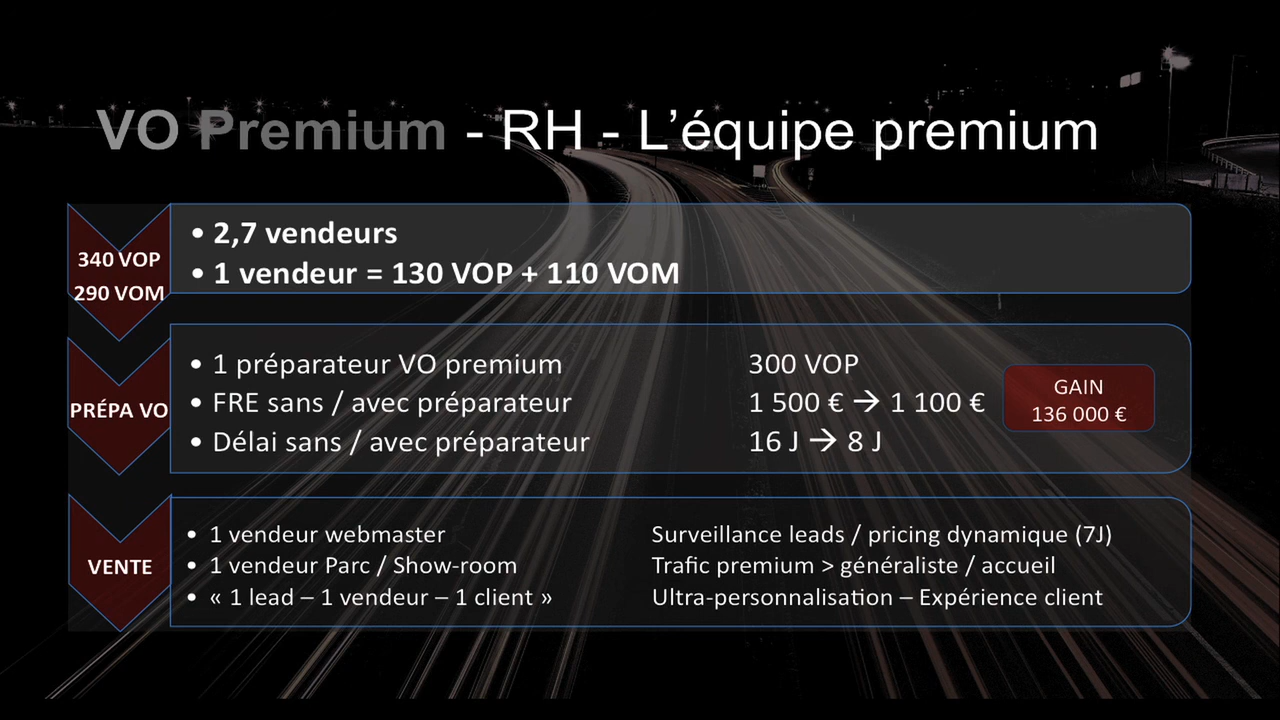 VO Premium - RH - L’équipe premium
340 VOP
290 VOM
• 2,7 vendeurs
• 1 vendeur = 130 VOP + 110 VOM
PRÉPA VO
• 1 préparateur VO premium 300 VOP
• FRE sans / avec préparateur 1 500 € → 1 100 €
• Délai sans / avec préparateur 16 J → 8 J
GAIN
136 000 €
VENTE
• 1 vendeur webmaster Surveillance leads / pricing dynamique (7J)
• 1 vendeur Parc / Show-room Trafic premium > généraliste / accueil
• « 1 lead – 1 vendeur – 1 client » Ultra-personnalisation – Expérience client